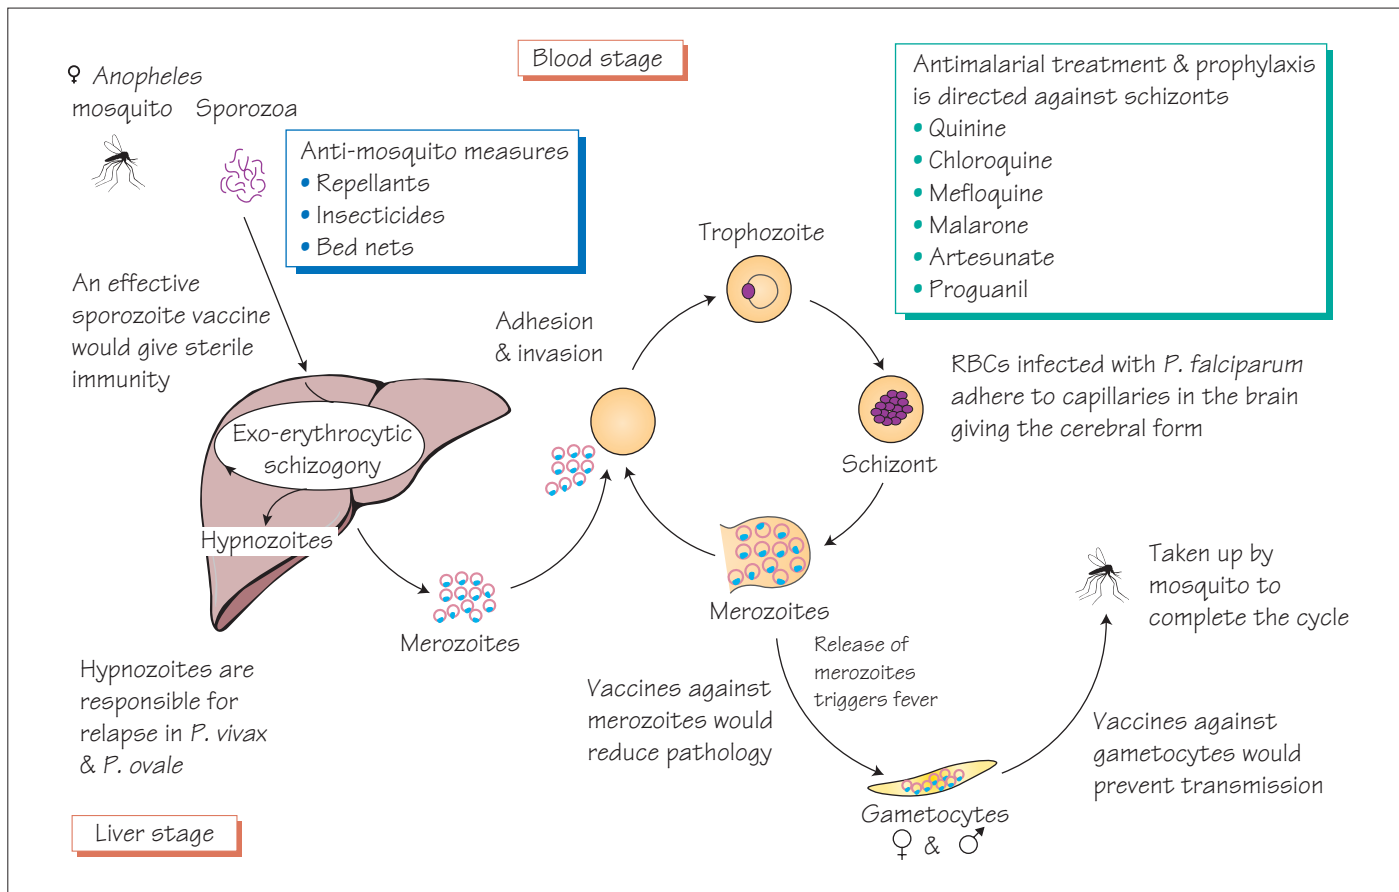 Blood stage
♀ Anopheles
mosquito
Sporozoa
Anti-mosquito measures
• Repellants
• Insecticides
• Bed nets
Antimalarial treatment & prophylaxis
is directed against schizonts
• Quinine
• Chloroquine
• Mefloquine
• Malarone
• Artesunate
• Proguanil
An effective
sporozoite vaccine
would give sterile
immunity
Adhesion
& invasion
Trophozoite
RBCs infected with P. falciparum
adhere to capillaries in the brain
giving the cerebral form
Schizont
Exo-erythrocytic
schizogony
Hypnozoites
Merozoites
Merozoites
Taken up by
mosquito to
complete the cycle
Hypnozoites are
responsible for
relapse in P. vivax
& P. ovale
Release of
merozoites
triggers fever
Vaccines against
merozoites would
reduce pathology
Vaccines against
gametocytes would
prevent transmission
Gametocytes
♀ & ♂
Liver stage